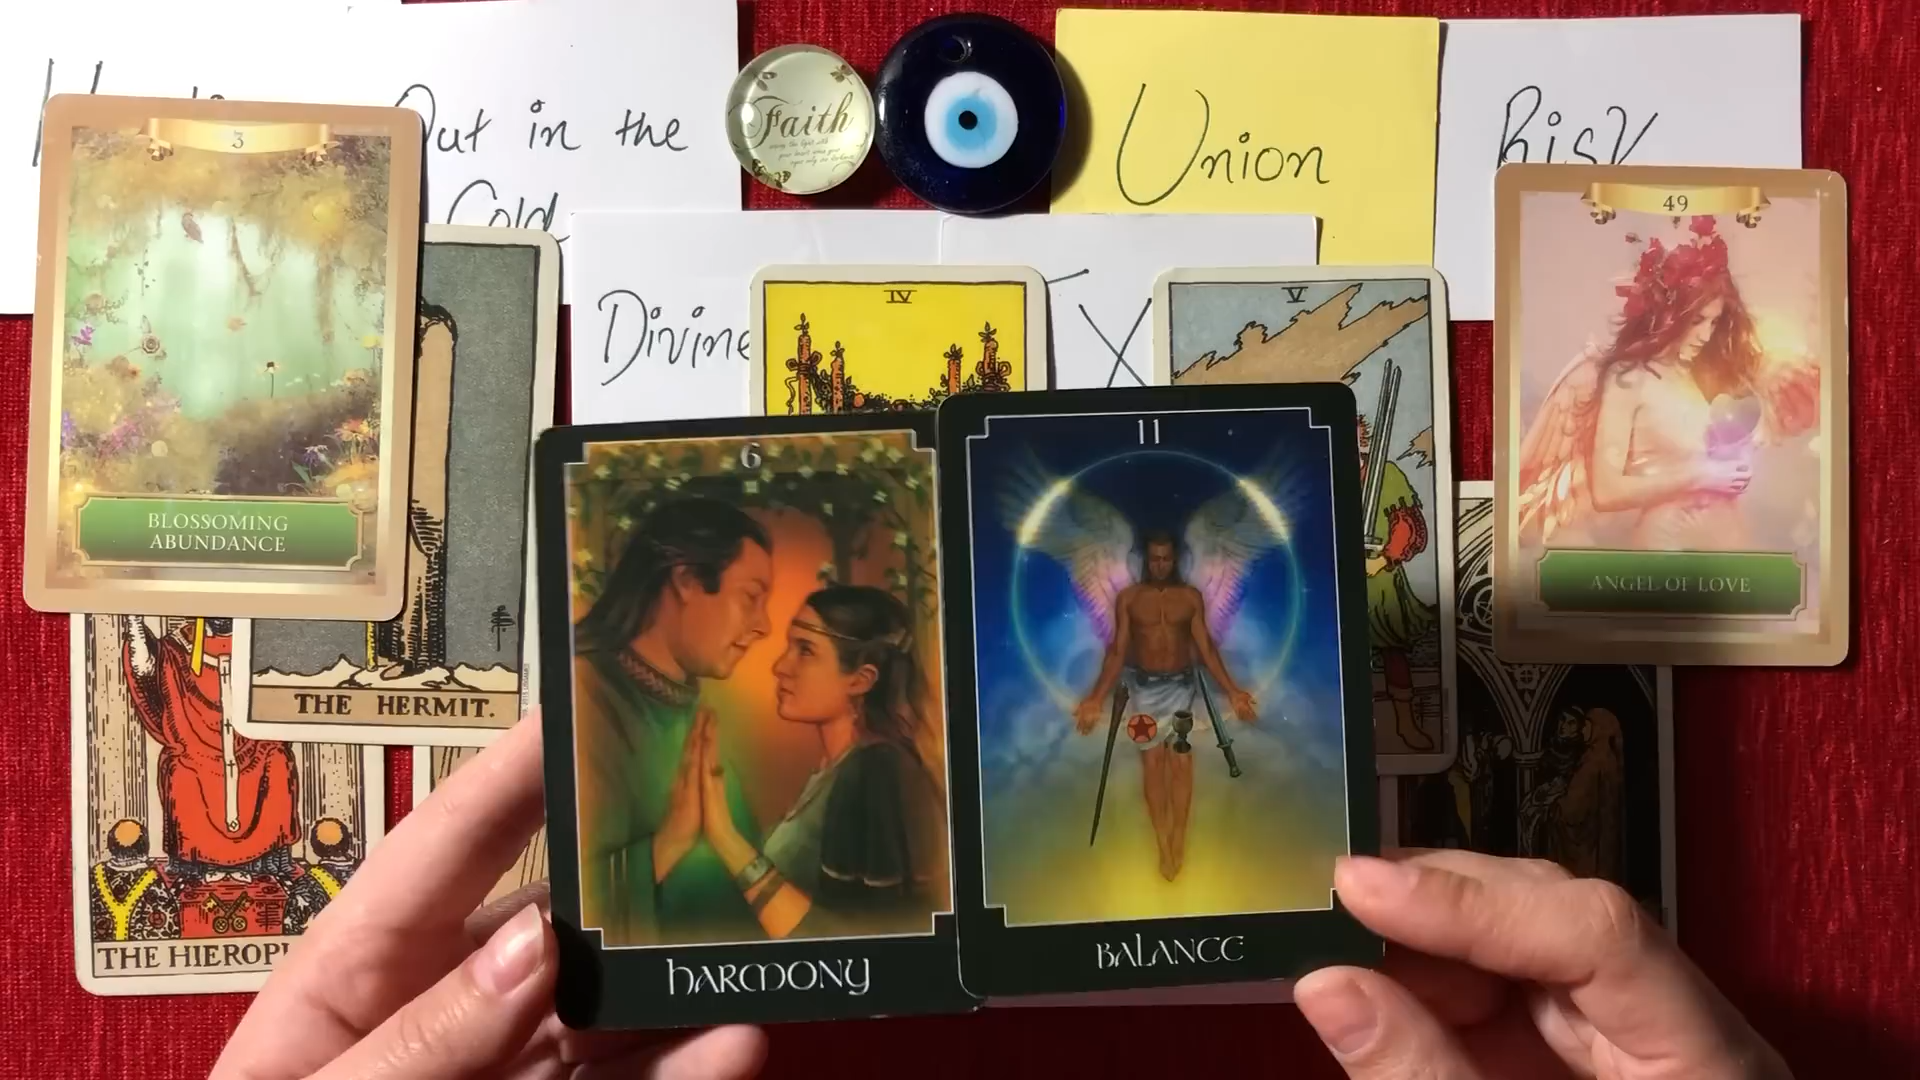 Out in the
Cold
Faith
Union
Divine
3
BLOSSOMING
ABUNDANCE
49
ANGEL OF LOVE
IV
V
X
THE HERMIT.
THE HIEROP
6
HARMONY
11
BALANCE